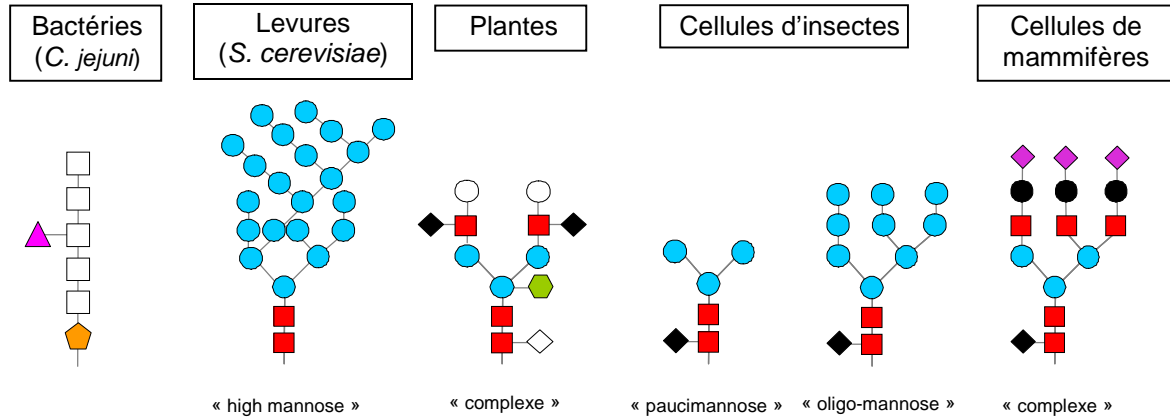 Bactéries
(C. jejuni)
Levures
(S. cerevisiae)
Plantes
Cellules d’insectes
Cellules de
mammifères
« high mannose »
« complexe »
« paucimannose »
« oligo-mannose »
« complexe »